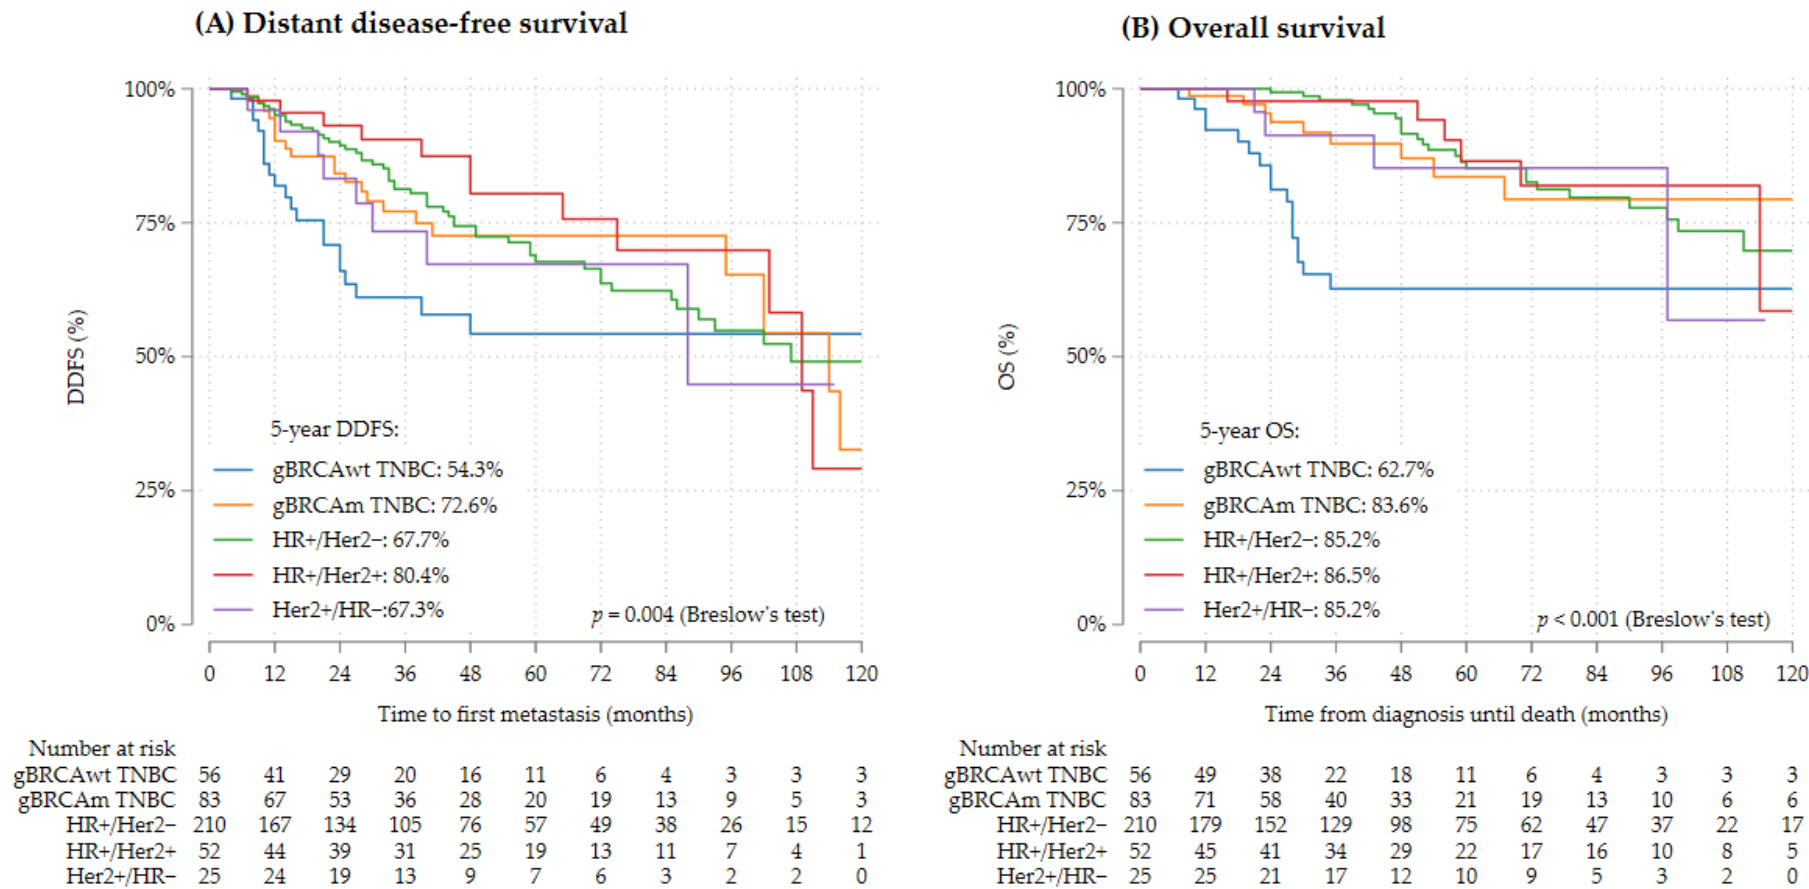 (A) Distant disease-free survival
100%
75%
50%
25%
0%
DDFS (%)
5-year DDFS:
gBRCAwt TNBC: 54.3%
gBRCAm TNBC: 72.6%
HR+/Her2−: 67.7%
HR+/Her2+: 80.4%
Her2+/HR−:67.3%
p = 0.004 (Breslow's test)
0 12 24 36 48 60 72 84 96 108 120
Time to first metastasis (months)
Number at risk
gBRCAwt TNBC 56 41 29 20 16 11 6 4 3 3 3
gBRCAm TNBC 83 67 53 36 28 20 19 13 9 5 3
HR+/Her2− 210 167 134 105 76 57 49 38 26 15 12
HR+/Her2+ 52 44 39 31 25 19 13 11 7 4 1
Her2+/HR− 25 24 19 13 9 7 6 3 2 2 0
(B) Overall survival
100%
75%
50%
25%
0%
OS (%)
5-year OS:
gBRCAwt TNBC: 62.7%
gBRCAm TNBC: 83.6%
HR+/Her2−: 85.2%
HR+/Her2+: 86.5%
Her2+/HR−: 85.2%
p < 0.001 (Breslow's test)
0 12 24 36 48 60 72 84 96 108 120
Time from diagnosis until death (months)
Number at risk
gBRCAwt TNBC 56 49 38 22 18 11 6 4 3 3 3
gBRCAm TNBC 83 71 58 40 33 21 19 13 10 6 6
HR+/Her2− 210 179 152 129 98 75 62 47 37 22 17
HR+/Her2+ 52 45 41 34 29 22 17 16 10 8 5
Her2+/HR− 25 25 21 17 12 10 9 5 3 2 0